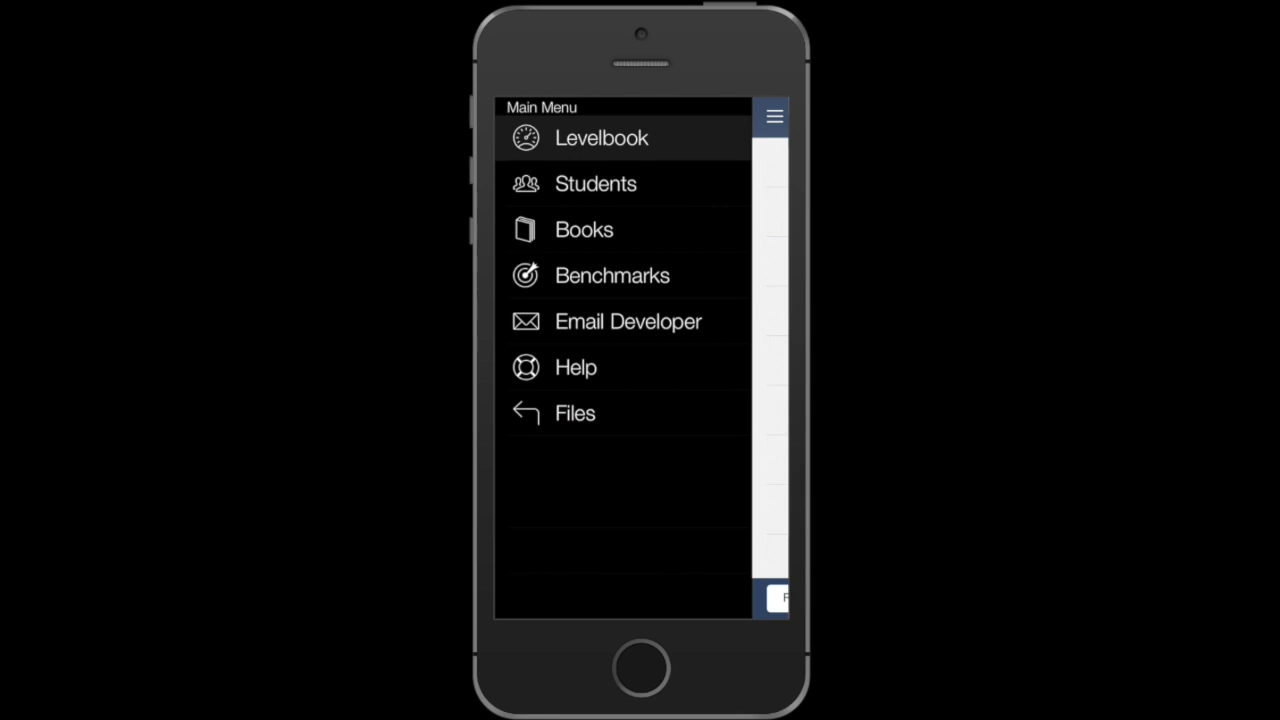 Main Menu
Levelbook
Students
Books
Benchmarks
Email Developer
Help
Files